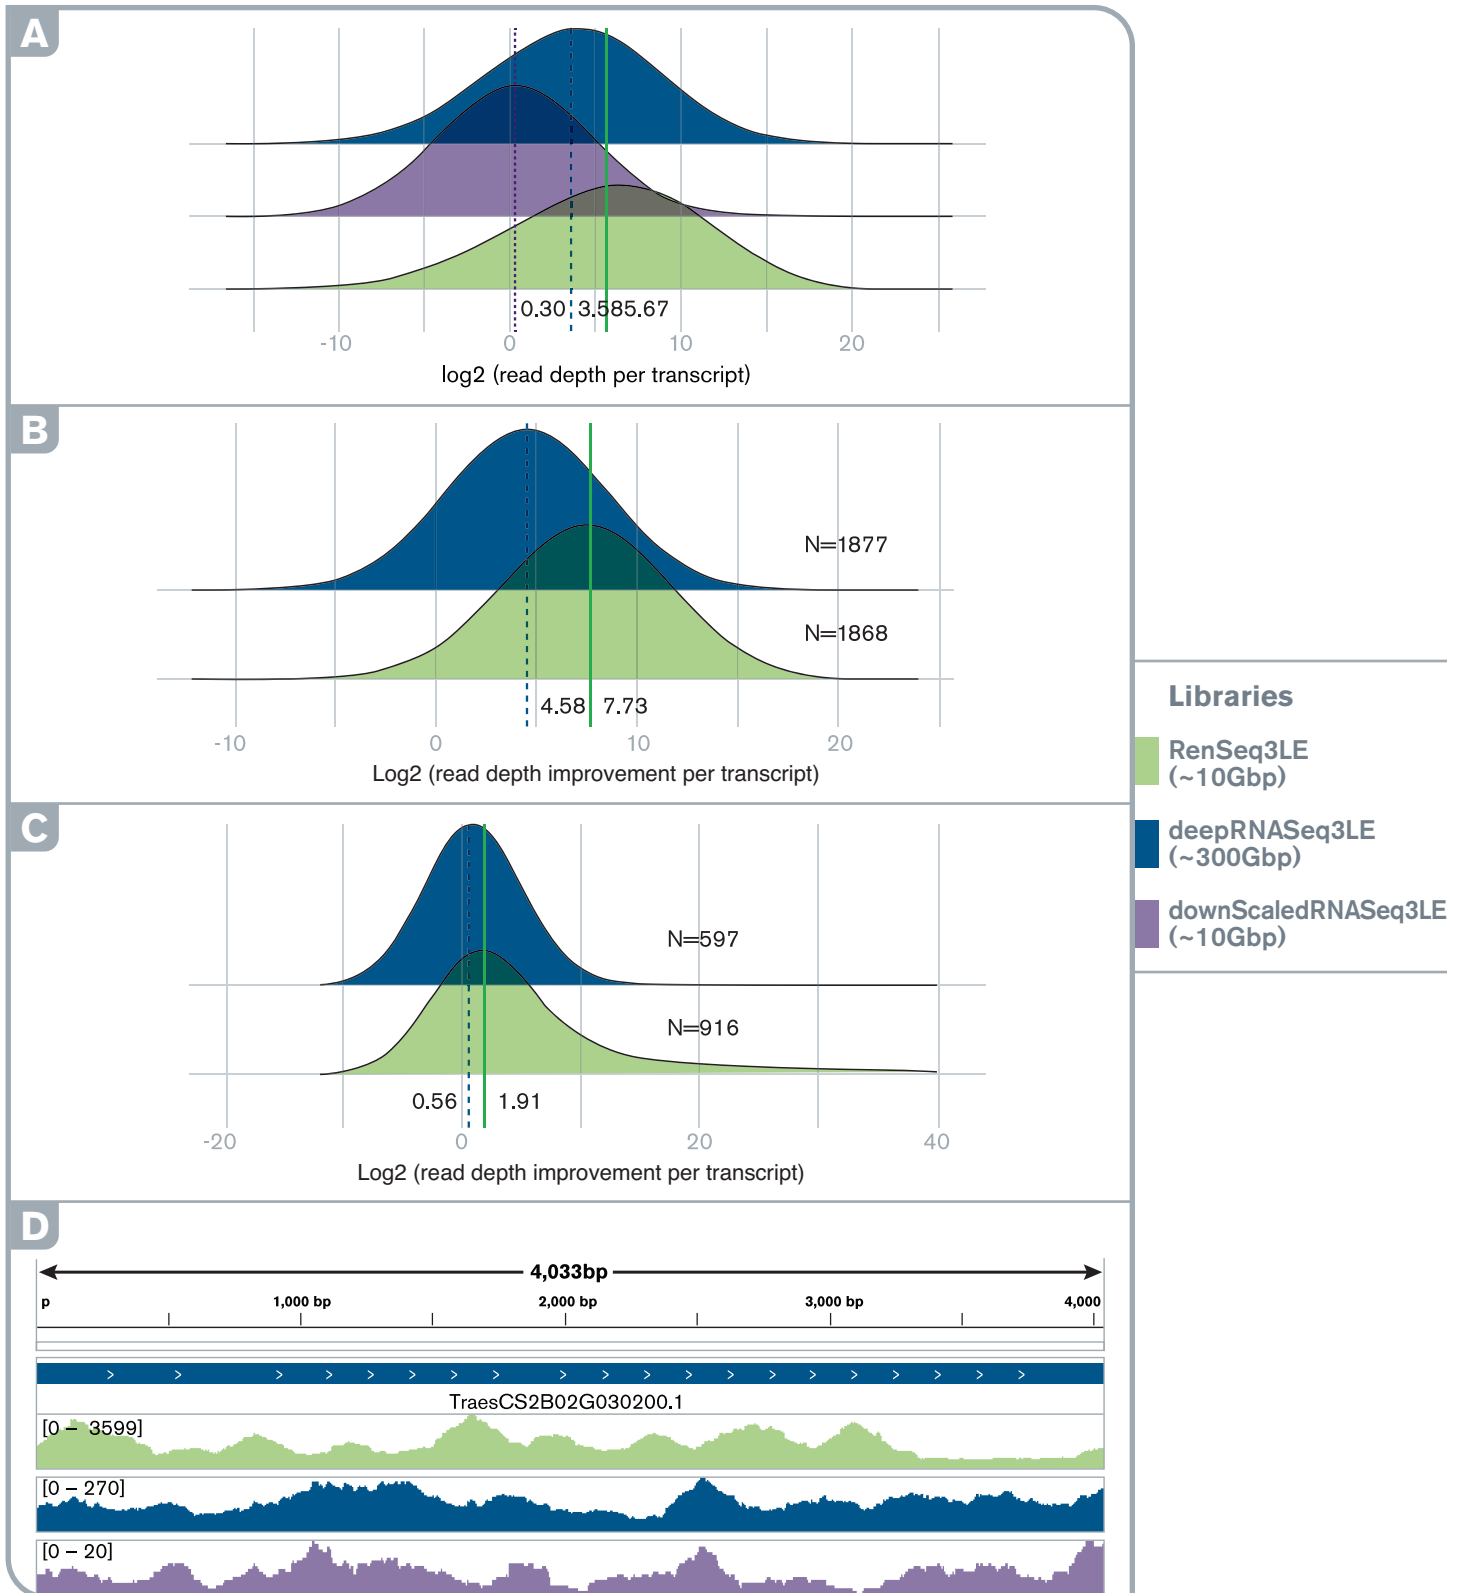 A
0.30 3.585.67
-10 0 10 20
log2 (read depth per transcript)
B
N=1877
N=1868
4.58 7.73
-10 0 10 20
Log2 (read depth improvement per transcript)
C
N=597
N=916
0.56 1.91
-20 0 20 40
Log2 (read depth improvement per transcript)
Libraries
RenSeq3LE
(~10Gbp)
deepRNASeq3LE
(~300Gbp)
downScaledRNASeq3LE
(~10Gbp)
D
4,033bp
p 1,000 bp 2,000 bp 3,000 bp 4,000
TraesCS2B02G030200.1
[0 – 3599]
[0 – 270]
[0 – 20]